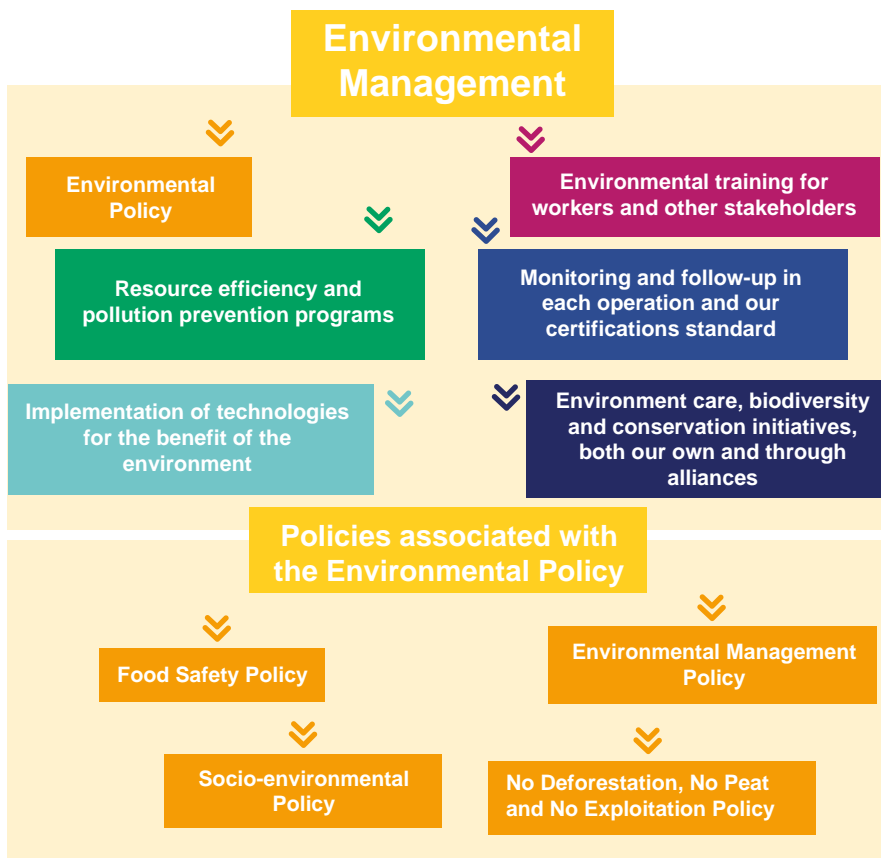 Environmental
Management
Environmental
Policy
Environmental training for
workers and other stakeholders
Resource efficiency and
pollution prevention programs
Monitoring and follow-up in
each operation and our
certifications standard
Implementation of technologies
for the benefit of the
environment
Environment care, biodiversity
and conservation initiatives,
both our own and through
alliances
Policies associated with
the Environmental Policy
Food Safety Policy
Environmental Management
Policy
Socio-environmental
Policy
No Deforestation, No Peat
and No Exploitation Policy